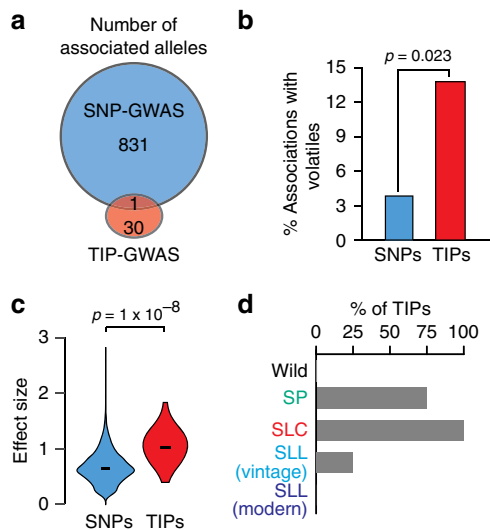 a
Number of
associated alleles
SNP-GWAS
831
1
30
TIP-GWAS
b
p = 0.023
% Associations with
volatiles
15
12
9
6
3
0
SNPs TIPs
c
p = 1 x 10⁻⁸
Effect size
3
2
1
0
SNPs TIPs
d
% of TIPs
0 25 50 75 100
Wild
SP
SLC
SLL
(vintage)
SLL
(modern)